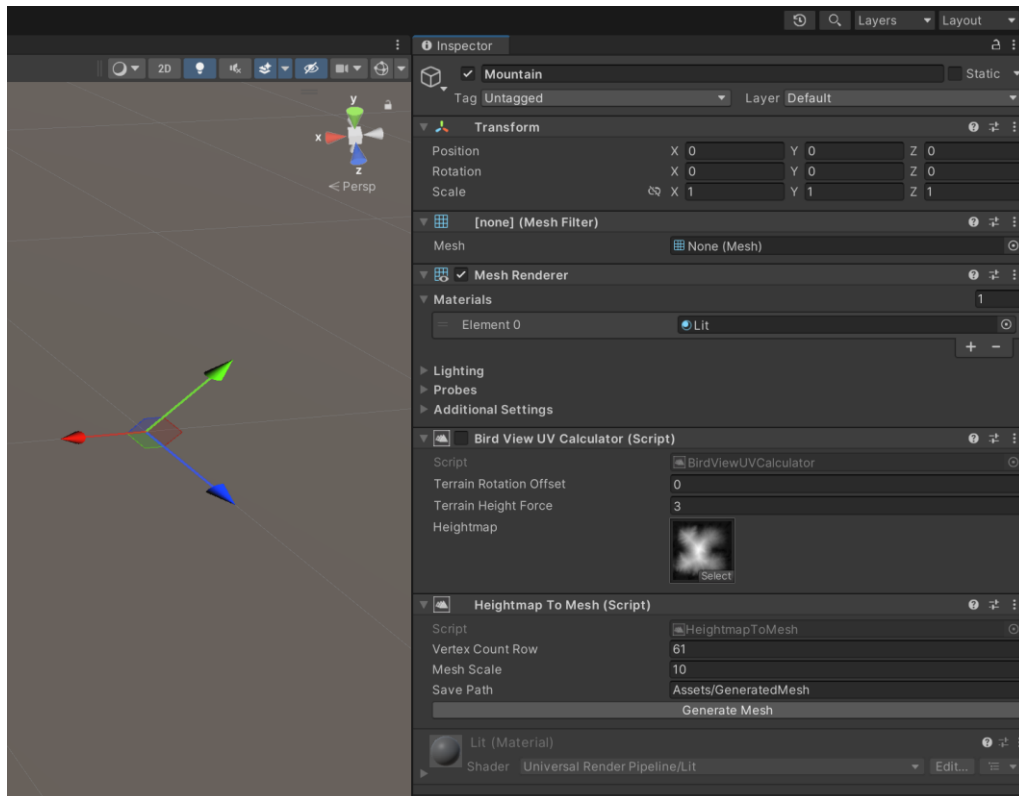 Layers Layout
Inspector
2D
Mountain Static
Tag Untagged Layer Default
y
x
z
Persp
Transform
Position X 0 Y 0 Z 0
Rotation X 0 Y 0 Z 0
Scale X 1 Y 1 Z 1
[none] (Mesh Filter)
Mesh None (Mesh)
Mesh Renderer
Materials 1
Element 0 Lit
+ -
Lighting
Probes
Additional Settings
Bird View UV Calculator (Script)
Script BirdViewUVCalculator
Terrain Rotation Offset 0
Terrain Height Force 3
Heightmap
Select
Heightmap To Mesh (Script)
Script HeightmapToMesh
Vertex Count Row 61
Mesh Scale 10
Save Path Assets/GeneratedMesh
Generate Mesh
Lit (Material)
Shader Universal Render Pipeline/Lit Edit...